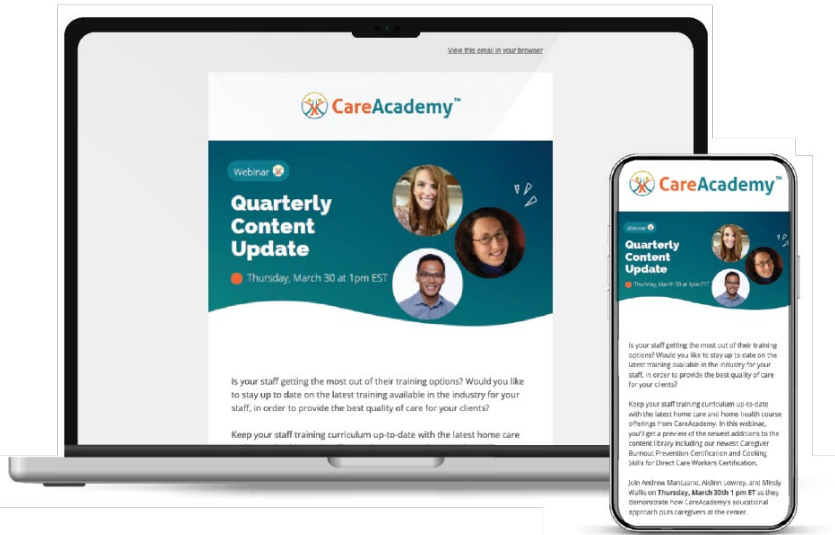 View this email in your browser
CareAcademy™
Webinar
Quarterly
Content
Update
Thursday, March 30 at 1pm EST
Is your staff getting the most out of their training options? Would you like
to stay up to date on the latest training available in the industry for your
staff, in order to provide the best quality of care for your clients?
Keep your staff training curriculum up-to-date with the latest home care
CareAcademy™
Webinar
Quarterly
Content
Update
Thursday, March 30 at 1pm EST
Is your staff getting the most out of their training
options? Would you like to stay up to date on the
latest training available in the industry for your
staff, in order to provide the best quality of care
for your clients?
Keep your staff training curriculum up-to-date
with the latest home care and home health course
offerings from CareAcademy. In this webinar,
you'll get a preview of the newest additions to the
content library including our newest Caregiver
Burnout Prevention Certification and Cooking
Skills for Direct Care Workers Certification.
Join Andrew Mantuano, Aislinn Lowrey, and Mindy
Wallis on Thursday, March 30th 1 pm ET as they
demonstrate how CareAcademy's educational
approach puts caregivers at the center.